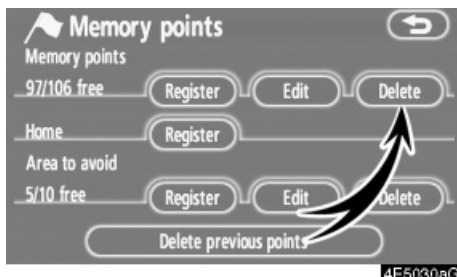 Memory points
Memory points
97/106 free Register Edit Delete
Home Register
Area to avoid
5/10 free Register Edit Delete
Delete previous points
4E5030aG